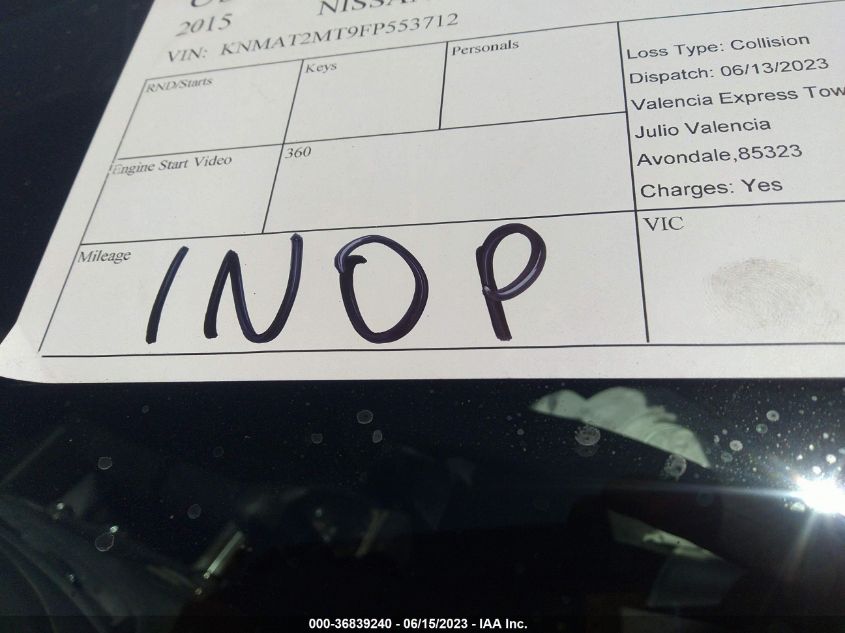 2015 NISSAN
VIN: KNMAT2MT9FP553712
RND/Starts
Keys
Personals
Engine Start Video
360
Mileage
INOP
Loss Type: Collision
Dispatch: 06/13/2023
Valencia Express Tow
Julio Valencia
Avondale,85323
Charges: Yes
VIC
000-36839240 - 06/15/2023 - IAA Inc.